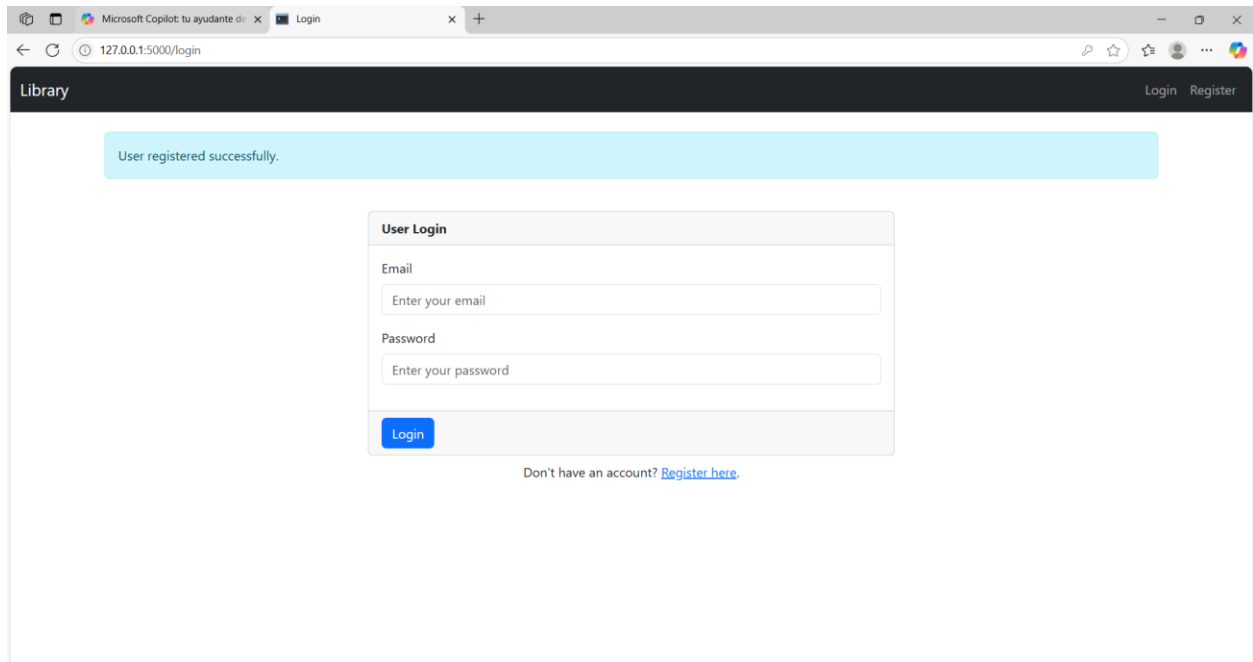 Microsoft Copilot: tu ayudante de
Login
127.0.0.1:5000/login
Library
Login Register
User registered successfully.
User Login
Email
Enter your email
Password
Enter your password
Login
Don't have an account? Register here.